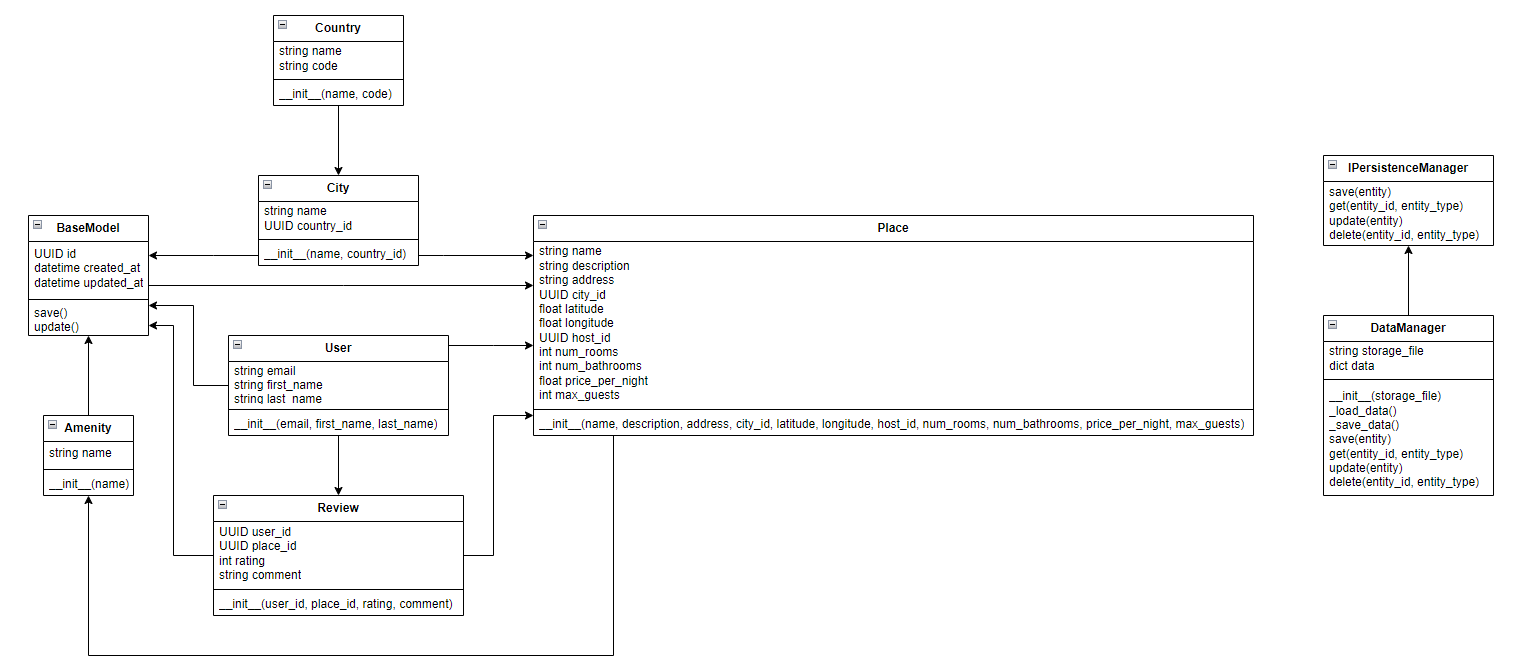 Country
string name
string code
__init__(name, code)
City
string name
UUID country_id
__init__(name, country_id)
BaseModel
UUID id
datetime created_at
datetime updated_at
save()
update()
Place
string name
string description
string address
UUID city_id
float latitude
float longitude
UUID host_id
int num_rooms
int num_bathrooms
float price_per_night
int max_guests
__init__(name, description, address, city_id, latitude, longitude, host_id, num_rooms, num_bathrooms, price_per_night, max_guests)
IPersistenceManager
save(entity)
get(entity_id, entity_type)
update(entity)
delete(entity_id, entity_type)
DataManager
string storage_file
dict data
__init__(storage_file)
_load_data()
_save_data()
save(entity)
get(entity_id, entity_type)
update(entity)
delete(entity_id, entity_type)
User
string email
string first_name
string last_name
__init__(email, first_name, last_name)
Amenity
string name
__init__(name)
Review
UUID user_id
UUID place_id
int rating
string comment
__init__(user_id, place_id, rating, comment)